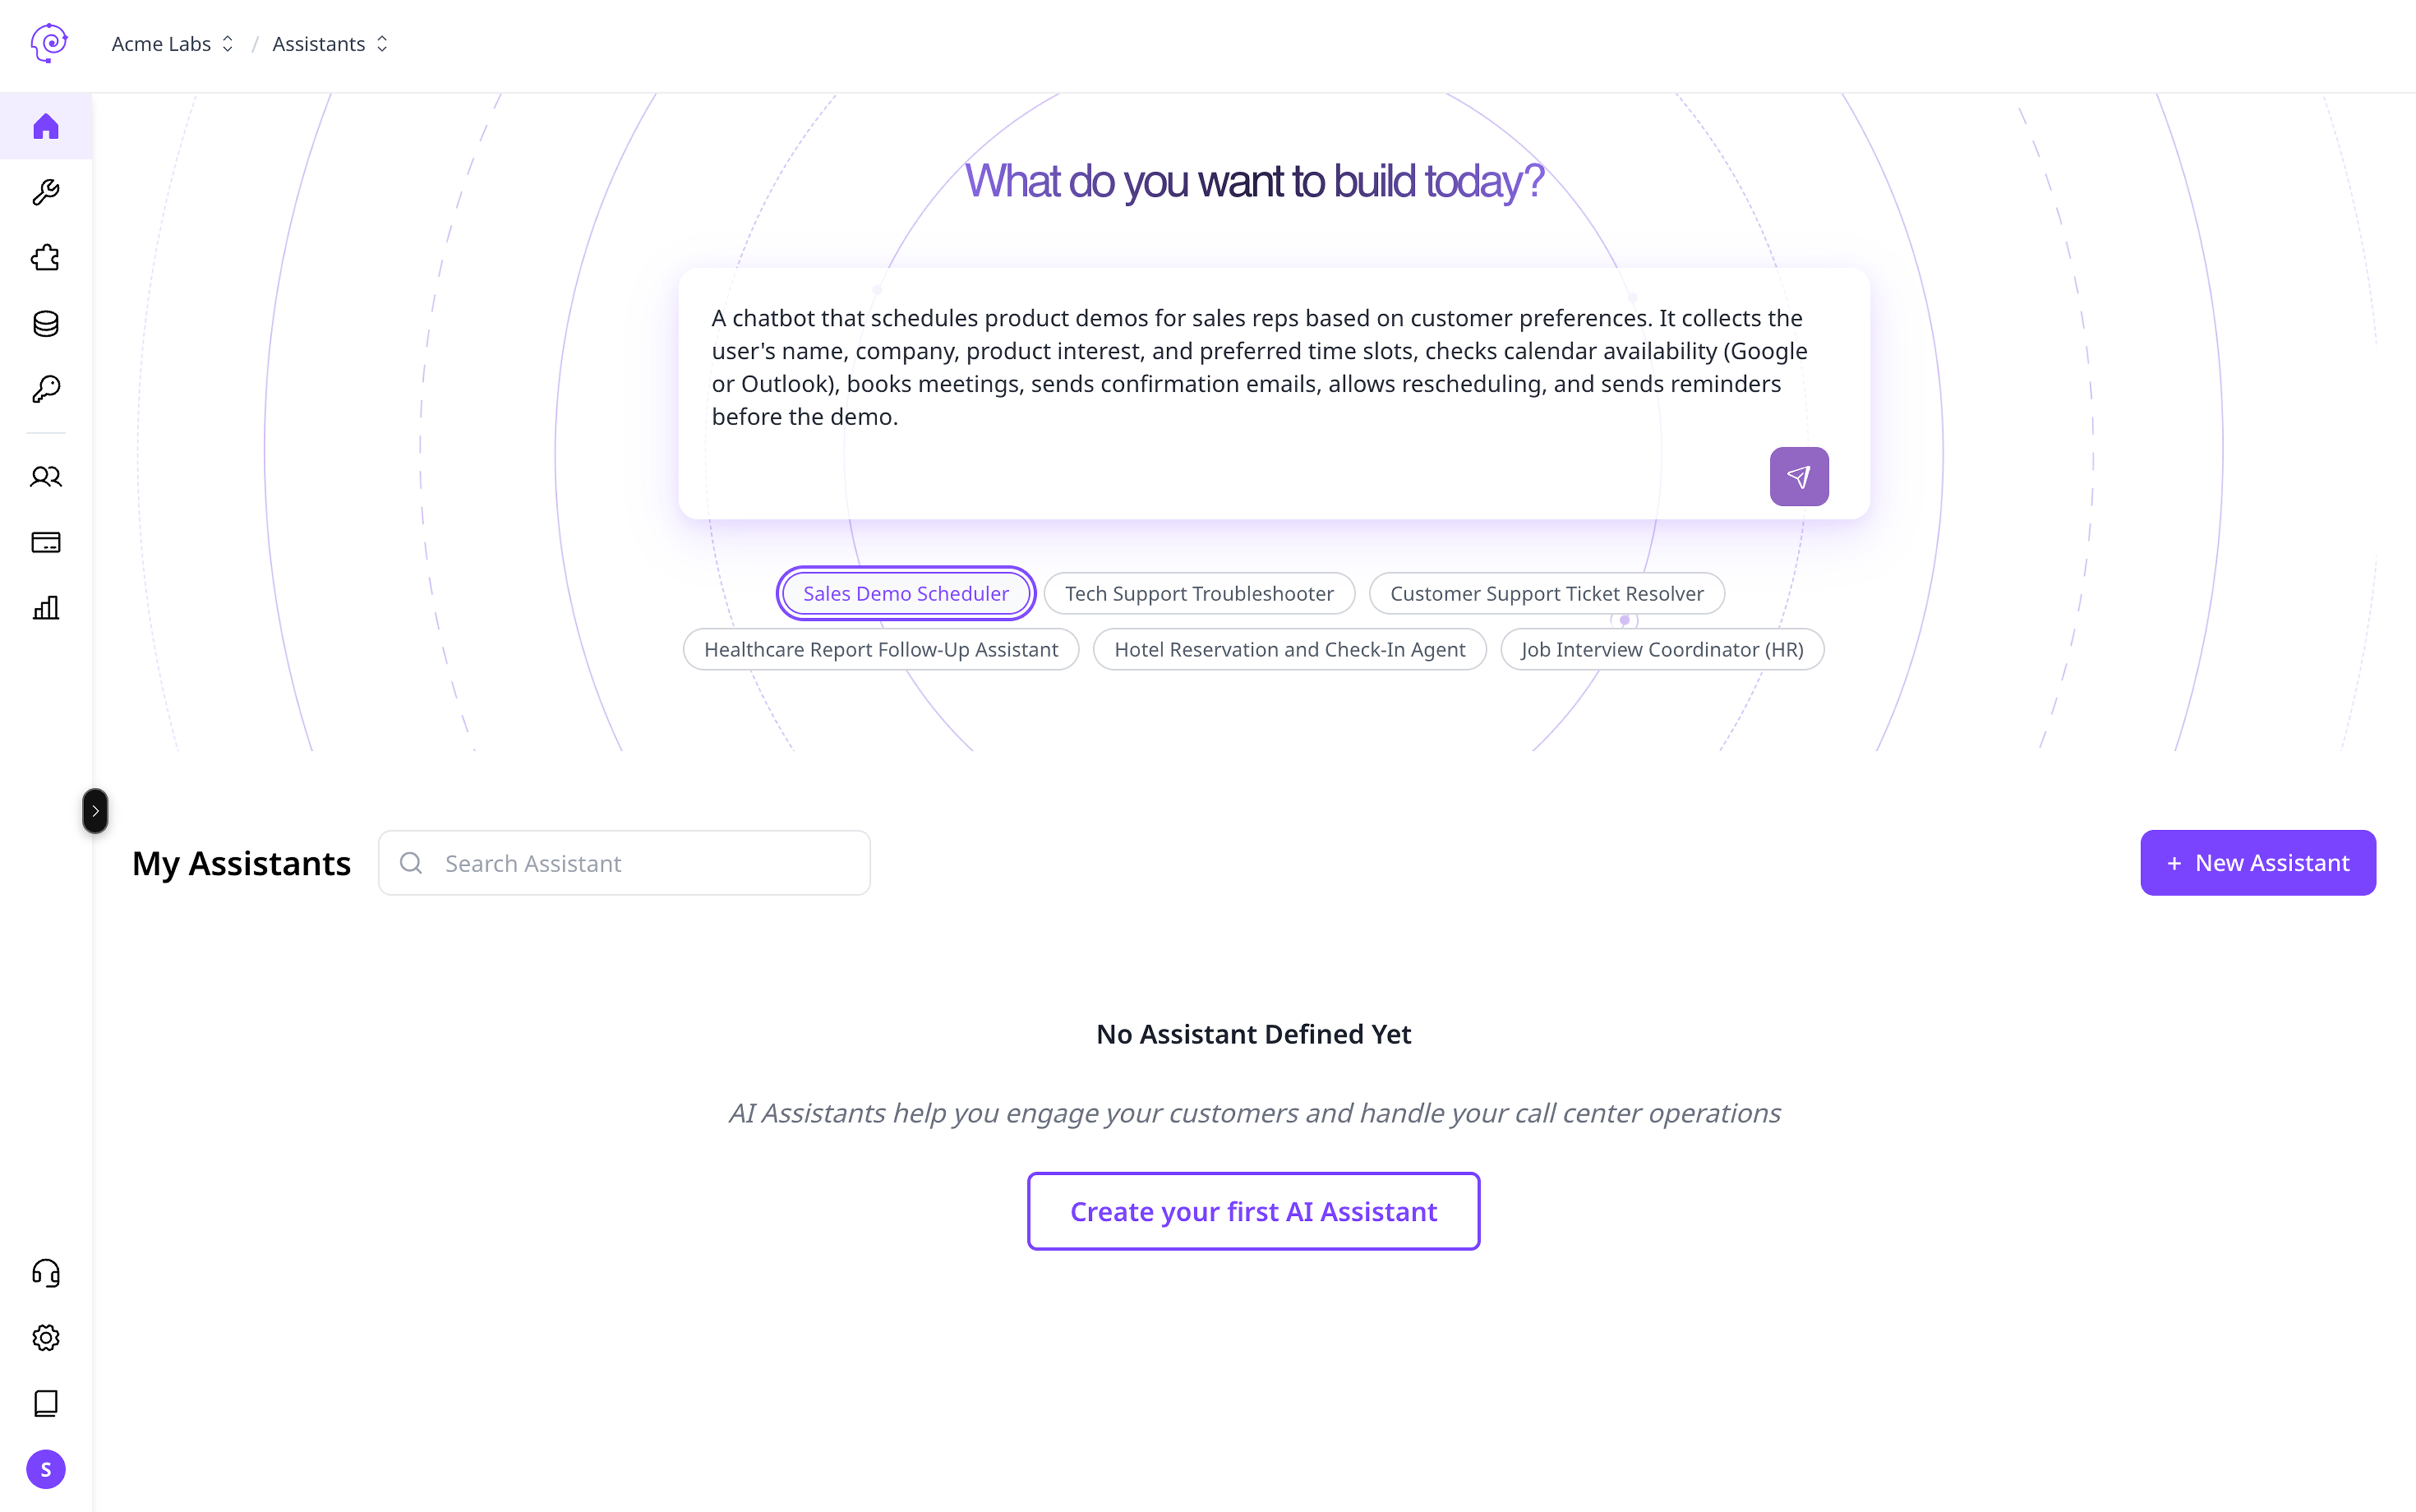 Acme Labs / Assistants
What do you want to build today?
A chatbot that schedules product demos for sales reps based on customer preferences. It collects the
user's name, company, product interest, and preferred time slots, checks calendar availability (Google
or Outlook), books meetings, sends confirmation emails, allows rescheduling, and sends reminders
before the demo.
Sales Demo Scheduler
Tech Support Troubleshooter
Customer Support Ticket Resolver
Healthcare Report Follow-Up Assistant
Hotel Reservation and Check-In Agent
Job Interview Coordinator (HR)
My Assistants
Search Assistant
+ New Assistant
No Assistant Defined Yet
AI Assistants help you engage your customers and handle your call center operations
Create your first AI Assistant
S